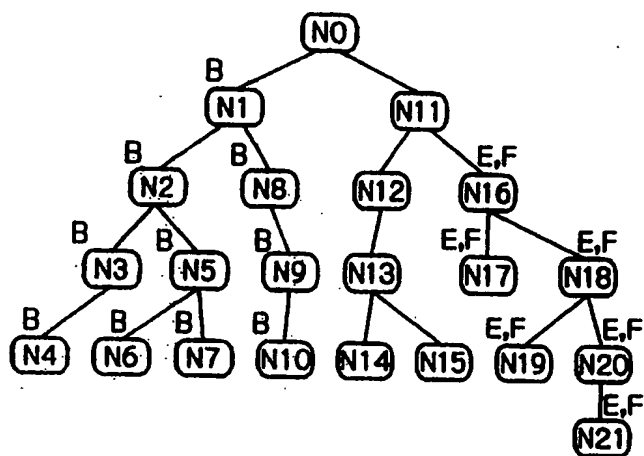 N0
B
N1 N11
B B E,F
N2 N8 N12 N16
B B B E,F E,F
N3 N5 N9 N13 N17 N18
B B B B E,F E,F
N4 N6 N7 N10 N14 N15 N19 N20
E,F
N21